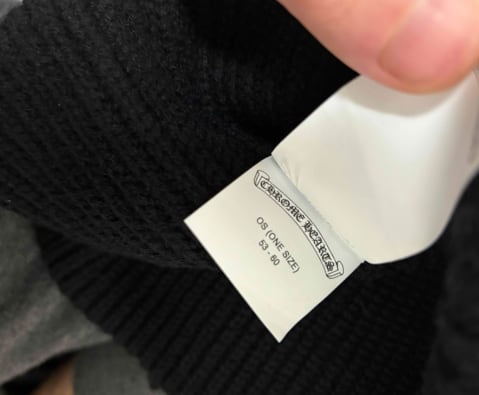 CHROME HEARTS
OS (ONE SIZE)
53 - 60